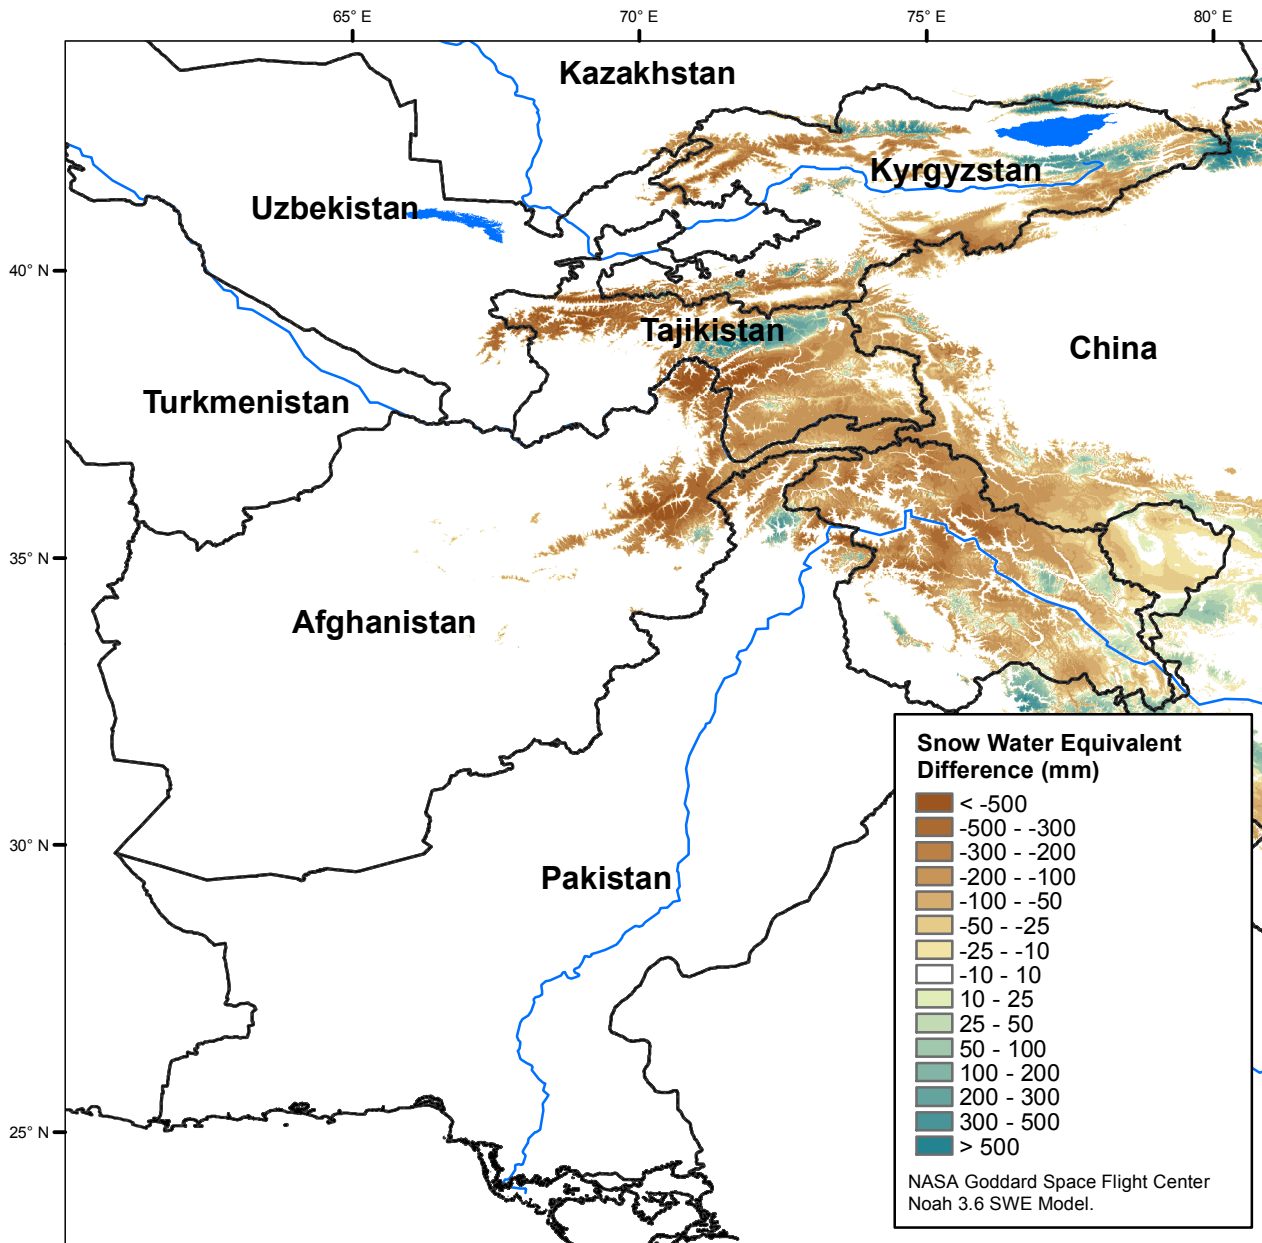 65° E
70° E
75° E
80° E
Kazakhstan
Kyrgyzstan
Uzbekistan
40° N
Tajikistan
China
Turkmenistan
35° N
Afghanistan
Snow Water Equivalent
Difference (mm)
< -500
-500 - -300
-300 - -200
-200 - -100
-100 - -50
-50 - -25
-25 - -10
-10 - 10
10 - 25
25 - 50
50 - 100
100 - 200
200 - 300
300 - 500
> 500
30° N
Pakistan
25° N
NASA Goddard Space Flight Center
Noah 3.6 SWE Model.